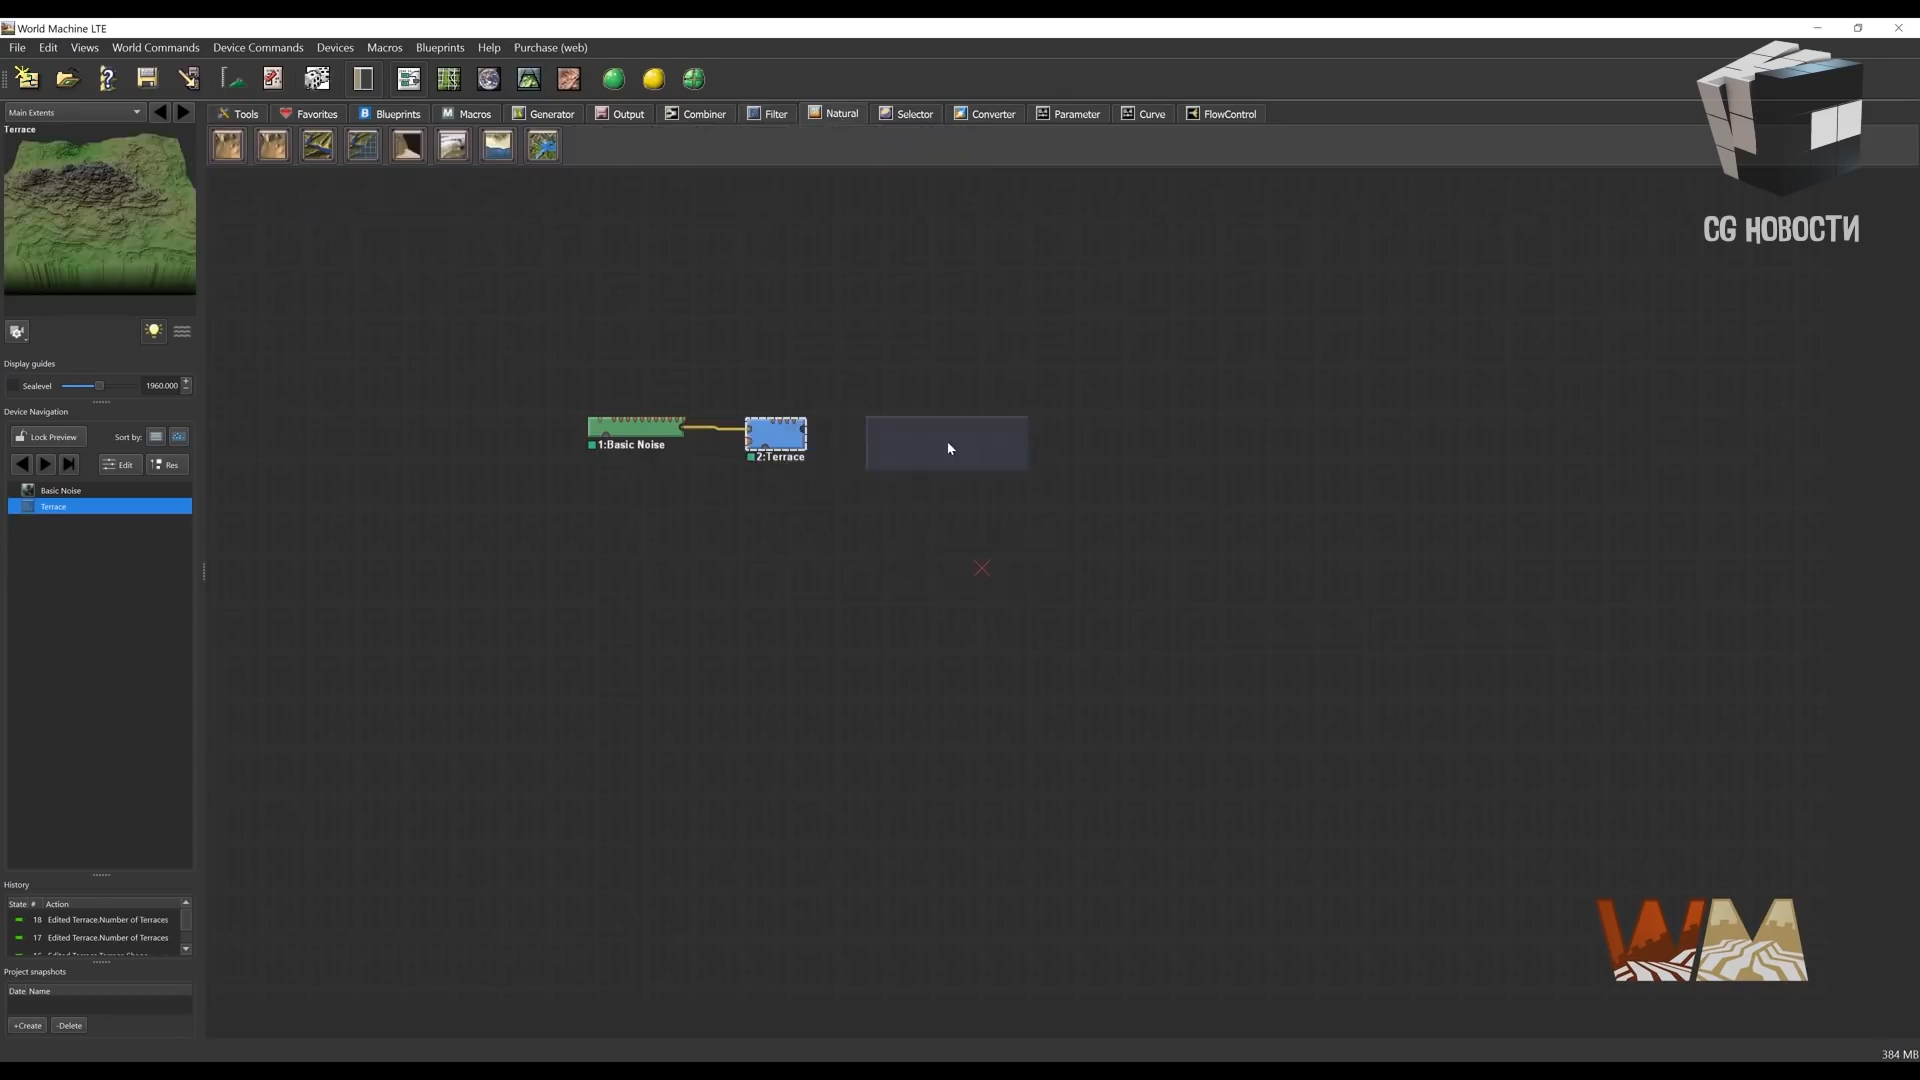 World Machine LTE
File Edit Views World Commands Device Commands Devices Macros Blueprints Help Purchase (web)
Main Extents
Tools Favorites Blueprints Macros Generator Output Combiner Filter Natural Selector Converter Parameter Curve FlowControl
Terrace
CG НОВОСТИ
Display guides
Sealevel 1960.000
Device Navigation
Lock Preview Sort by:
Edit Res
Basic Noise
Terrace
1:Basic Noise
2:Terrace
History
State # Action
18 Edited Terrace.Number of Terraces
17 Edited Terrace.Number of Terraces
Project snapshots
Date Name
+Create -Delete
WM
384 MB